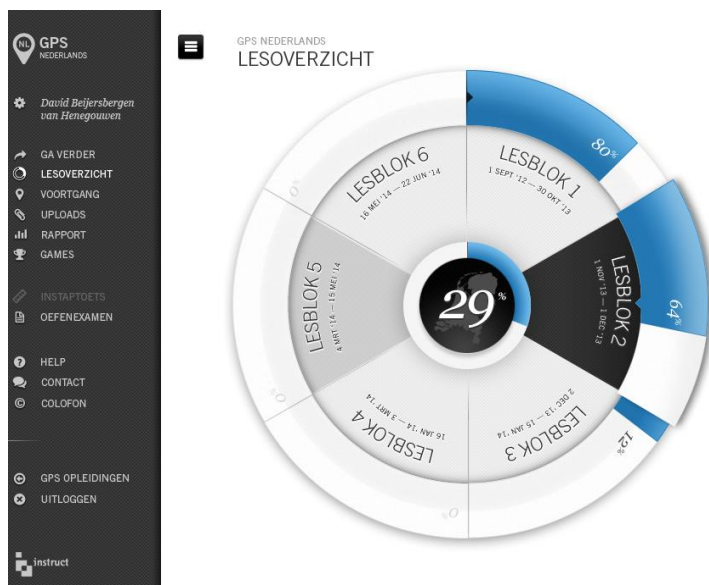 NL GPS
NEDERLANDS
David Beijersbergen
van Henegouwen
GA VERDER
LESOVERZICHT
VOORTGANG
UPLOADS
RAPPORT
GAMES
INSTAPTOETS
OEFENEXAMEN
HELP
CONTACT
COLOFON
GPS OPLEIDINGEN
UITLOGGEN
instruct
GPS NEDERLANDS
LESOVERZICHT
LESBLOK 1
1 SEPT '12 — 30 OKT '13
80%
LESBLOK 2
1 NOV '13 — 1 DEC '13
64%
LESBLOK 3
2 DEC '13 — 15 JAN '14
12%
LESBLOK 4
16 JAN '14 — 3 MRT '14
0%
LESBLOK 5
4 MRT '14 — 15 MEI '14
0%
LESBLOK 6
16 MEI '14 — 22 JUN '14
0%
29%